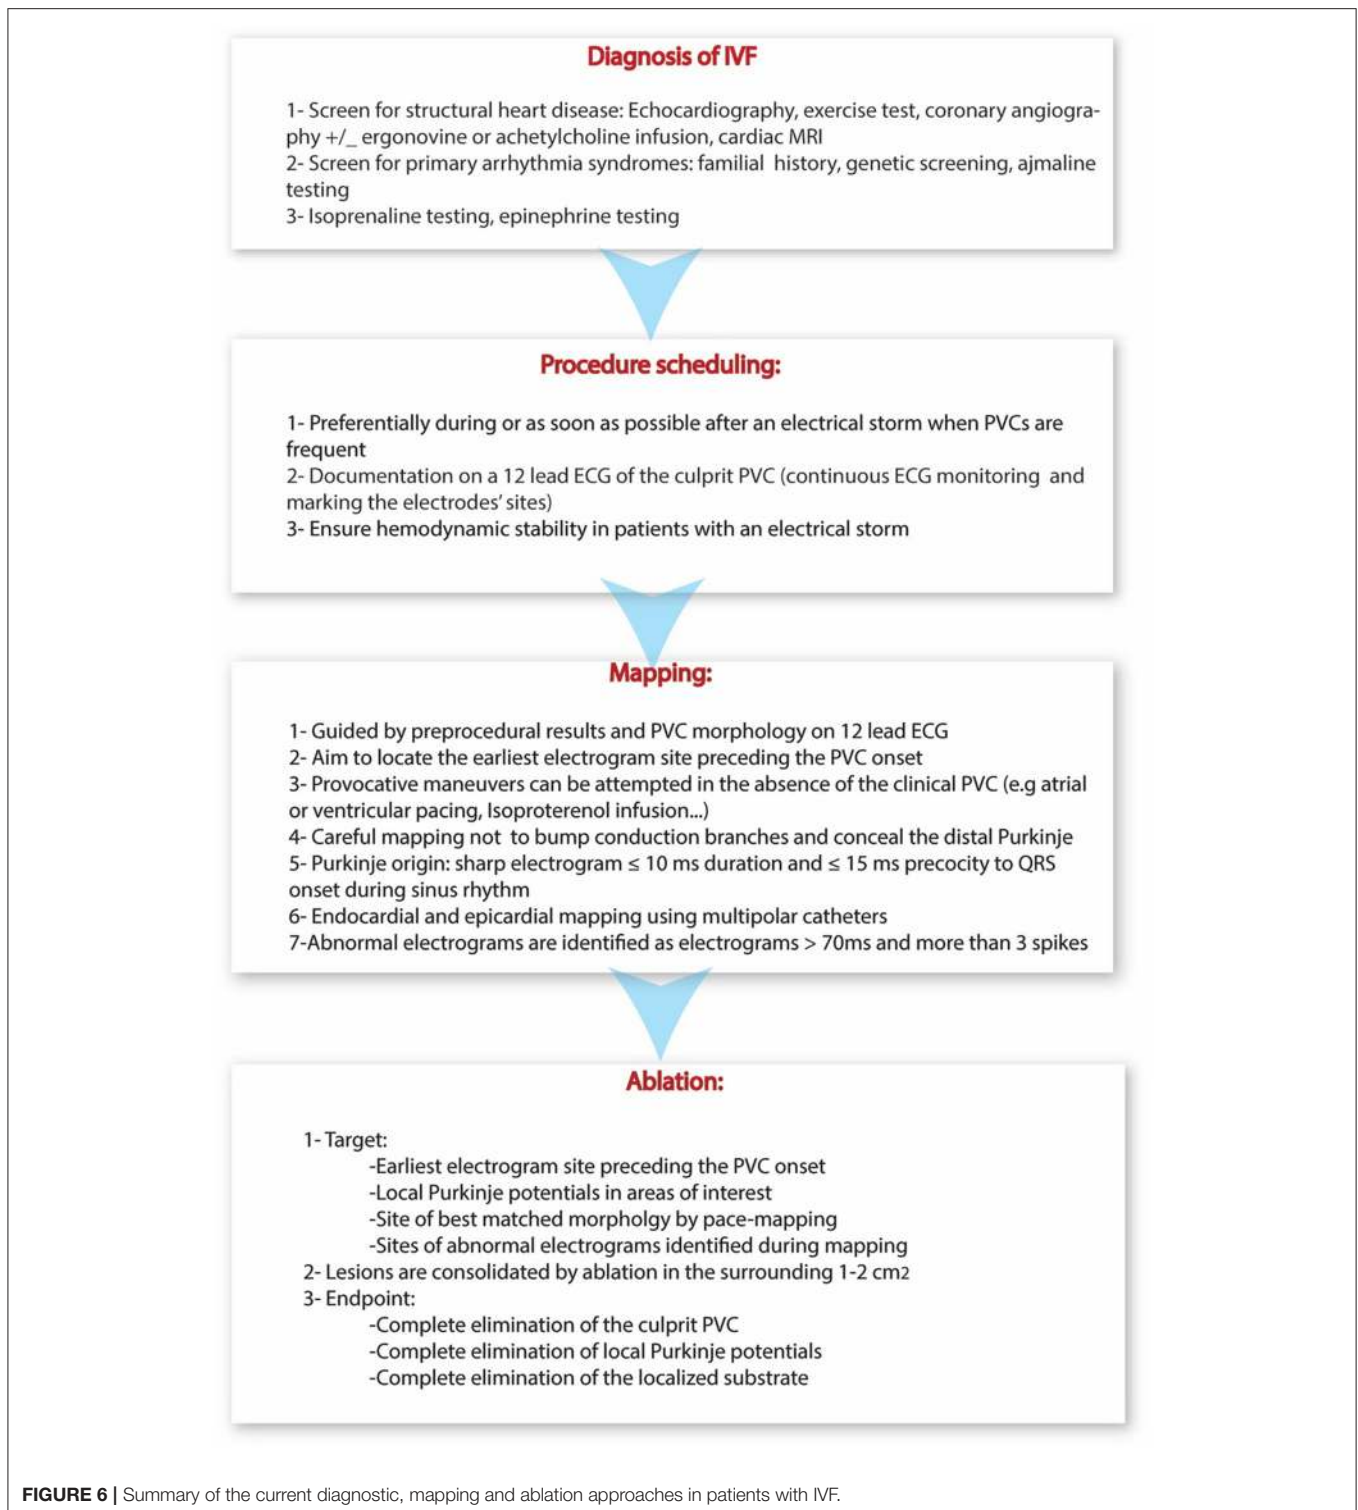 Diagnosis of IVF
1- Screen for structural heart disease: Echocardiography, exercise test, coronary angiogra-
phy +/_ ergonovine or achetylcholine infusion, cardiac MRI
2- Screen for primary arrhythmia syndromes: familial history, genetic screening, ajmaline
testing
3- Isoprenaline testing, epinephrine testing
Procedure scheduling:
1- Preferentially during or as soon as possible after an electrical storm when PVCs are
frequent
2- Documentation on a 12 lead ECG of the culprit PVC (continuous ECG monitoring and
marking the electrodes' sites)
3- Ensure hemodynamic stability in patients with an electrical storm
Mapping:
1- Guided by preprocedural results and PVC morphology on 12 lead ECG
2- Aim to locate the earliest electrogram site preceding the PVC onset
3- Provocative maneuvers can be attempted in the absence of the clinical PVC (e.g atrial
or ventricular pacing, Isoproterenol infusion...)
4- Careful mapping not to bump conduction branches and conceal the distal Purkinje
5- Purkinje origin: sharp electrogram ≤ 10 ms duration and ≤ 15 ms precocity to QRS
onset during sinus rhythm
6- Endocardial and epicardial mapping using multipolar catheters
7-Abnormal electrograms are identified as electrograms > 70ms and more than 3 spikes
Ablation:
1- Target:
-Earliest electrogram site preceding the PVC onset
-Local Purkinje potentials in areas of interest
-Site of best matched morpholgy by pace-mapping
-Sites of abnormal electrograms identified during mapping
2- Lesions are consolidated by ablation in the surrounding 1-2 cm2
3- Endpoint:
-Complete elimination of the culprit PVC
-Complete elimination of local Purkinje potentials
-Complete elimination of the localized substrate
FIGURE 6 | Summary of the current diagnostic, mapping and ablation approaches in patients with IVF.